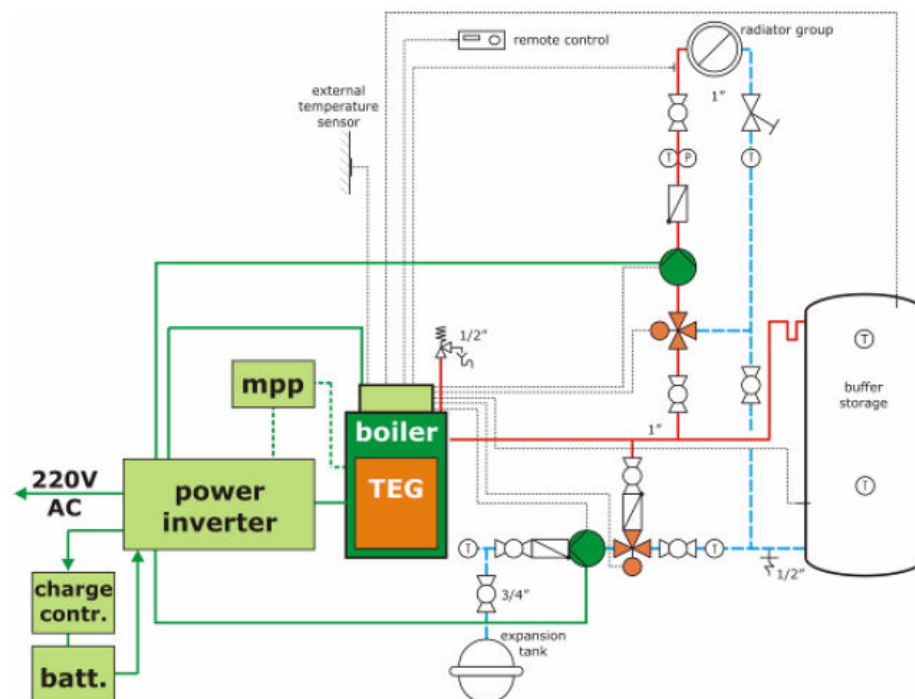 radiator group
remote control
1”
external
temperature
sensor
T P
T
1/2”
T
mpp
buffer
storage
boiler
1”
220V
AC
power
inverter
TEG
T
T
T
1/2”
charge
contr.
3/4”
expansion
tank
batt.